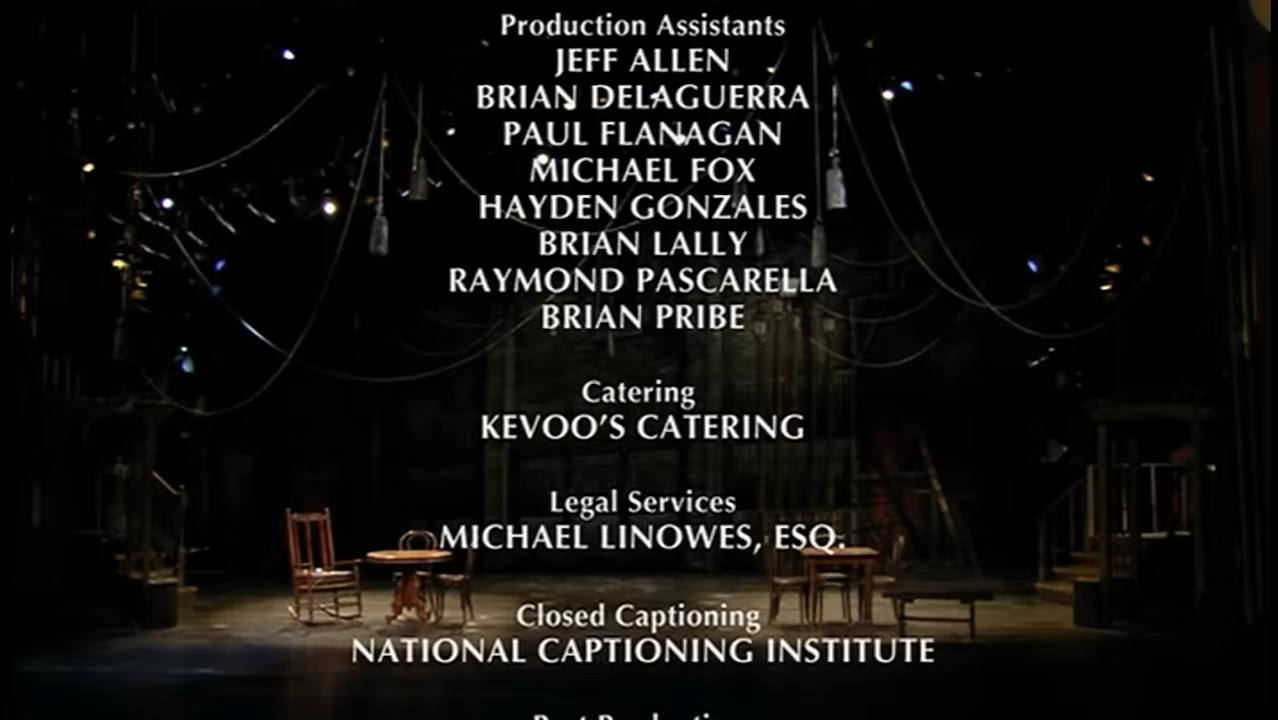 Production Assistants
JEFF ALLEN
BRIAN DELAGUERRA
PAUL FLANAGAN
MICHAEL FOX
HAYDEN GONZALES
BRIAN LALLY
RAYMOND PASCARELLA
BRIAN PRIBE
Catering
KEVOO'S CATERING
Legal Services
MICHAEL LINOWES, ESQ.
Closed Captioning
NATIONAL CAPTIONING INSTITUTE